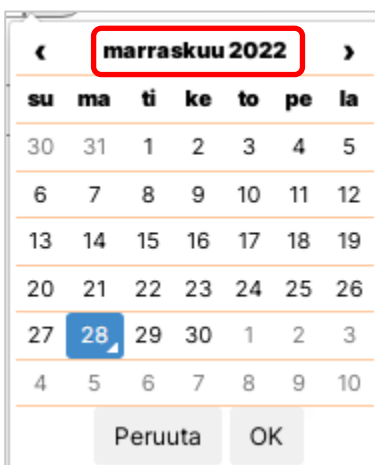 ‹ marraskuu 2022 ›
su ma ti ke to pe la
30 31 1 2 3 4 5
6 7 8 9 10 11 12
13 14 15 16 17 18 19
20 21 22 23 24 25 26
27 28 29 30 1 2 3
4 5 6 7 8 9 10
Peruuta OK